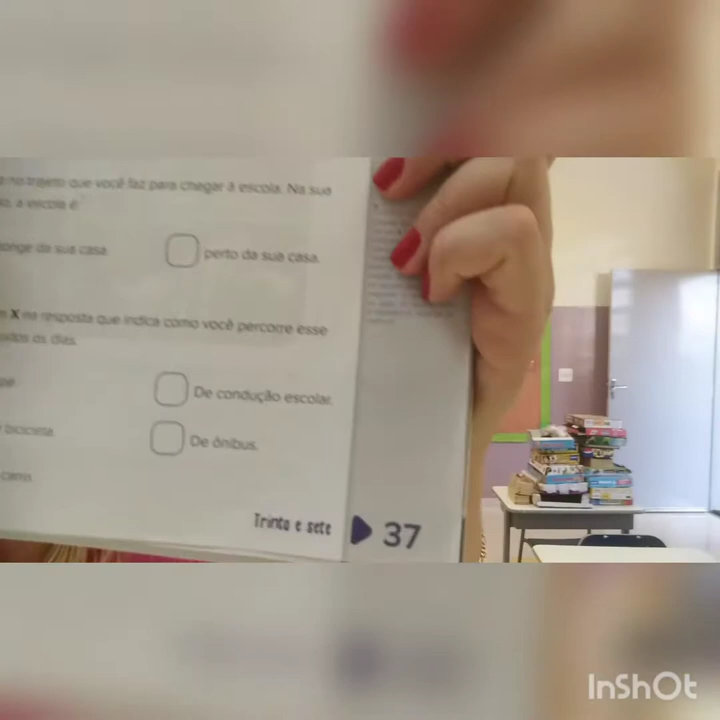 no trajeto que você faz para chegar à escola. Na sua
a escola é
longe da sua casa.
perto da sua casa.
X na resposta que indica como você percorre esse
os dias.
pé
De condução escolar.
bicicleta.
De ônibus.
carro.
Trinta e sete
37
InShOt